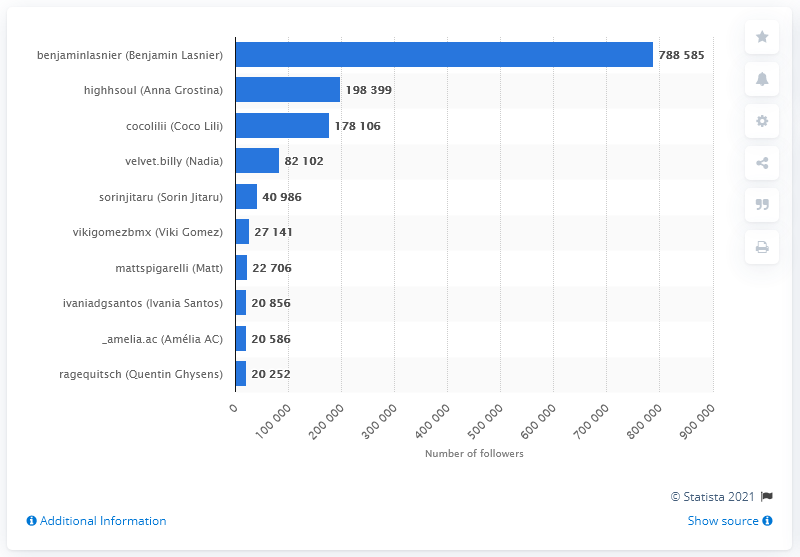 benjaminlasnier (Benjamin Lasnier) 788 585
highhsoul (Anna Grostina) 198 399
cocolilii (Coco Lili) 178 106
velvet.billy (Nadia) 82 102
sorinjitaru (Sorin Jitaru) 40 986
vikigomezbmx (Viki Gomez) 27 141
mattspigarelli (Matt) 22 706
ivaniadgsantos (Ivania Santos) 20 856
_amelia.ac (Amélia AC) 20 586
ragequitsch (Quentin Ghysens) 20 252
0 100 000 200 000 300 000 400 000 500 000 600 000 700 000 800 000 900 000
Number of followers
© Statista 2021
Additional Information Show source